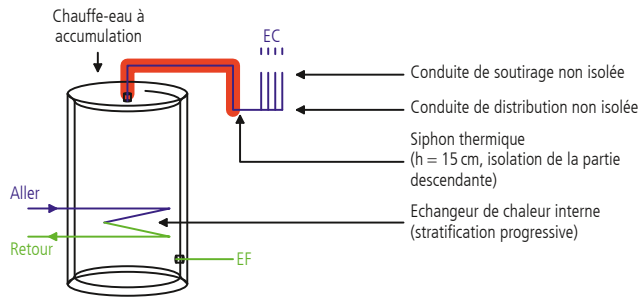 Chauffe-eau à
accumulation
EC
Conduite de soutirage non isolée
Conduite de distribution non isolée
Siphon thermique
(h = 15 cm, isolation de la partie
descendante)
Aller
Echangeur de chaleur interne
(stratification progressive)
Retour
EF